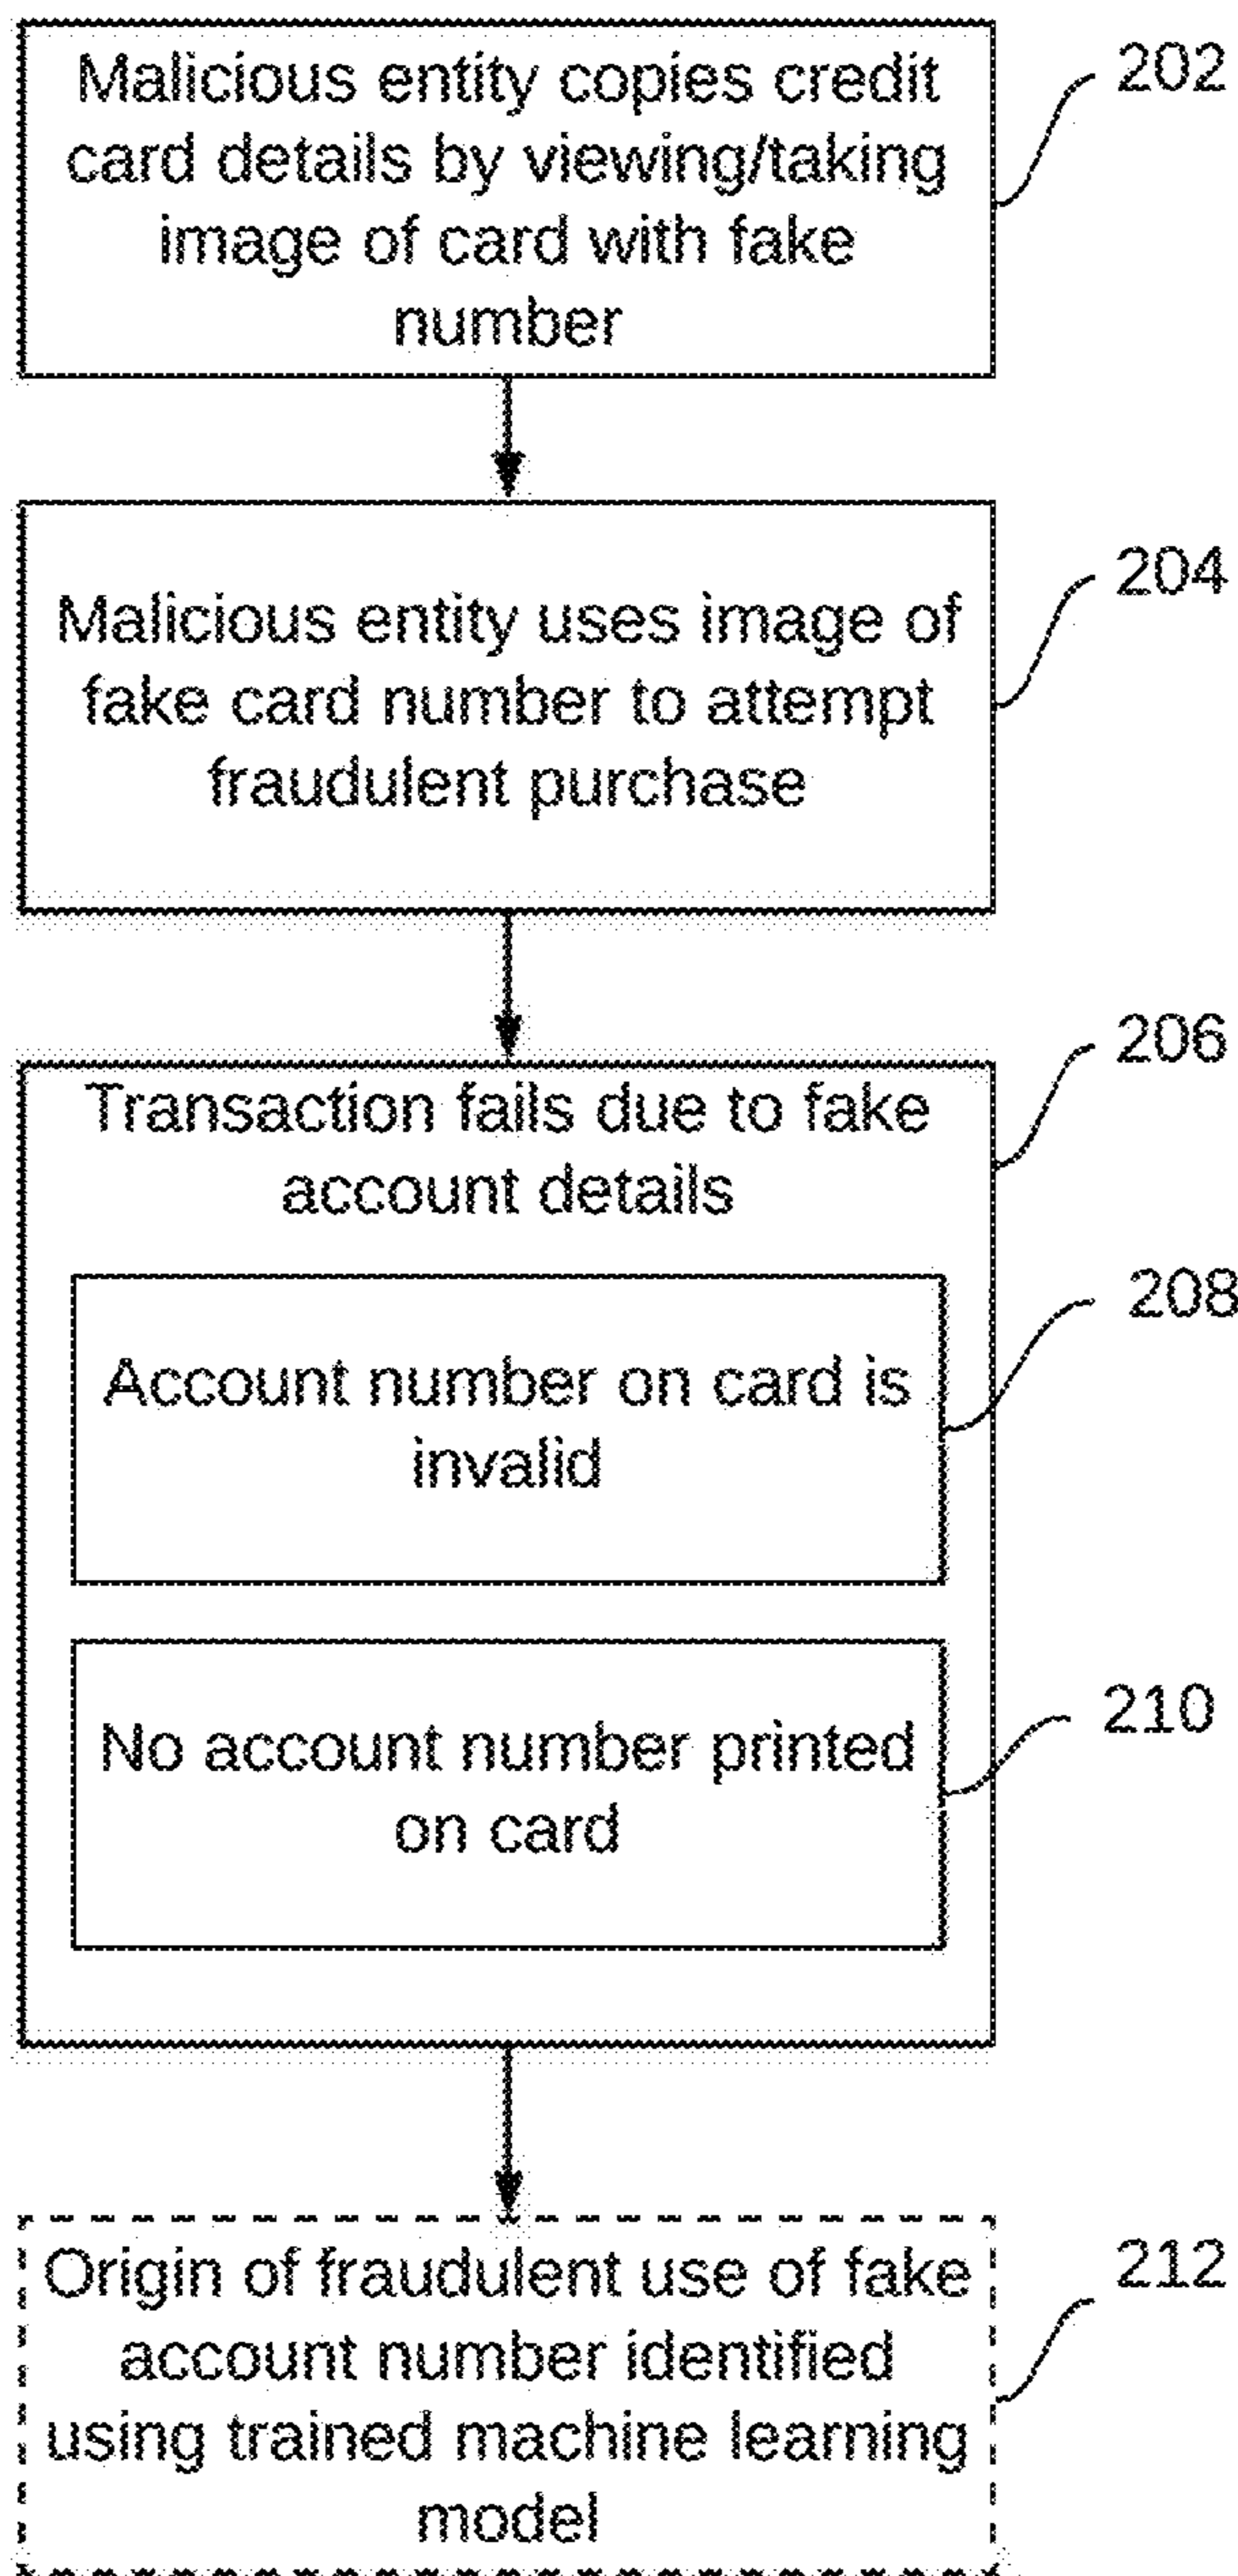 Malicious entity copies credit
card details by viewing/taking
image of card with fake
number
202
Malicious entity uses image of
fake card number to attempt
fraudulent purchase
204
Transaction fails due to fake
account details
206
Account number on card is
invalid
208
No account number printed
on card
210
Origin of fraudulent use of fake
account number identified
using trained machine learning
model
212